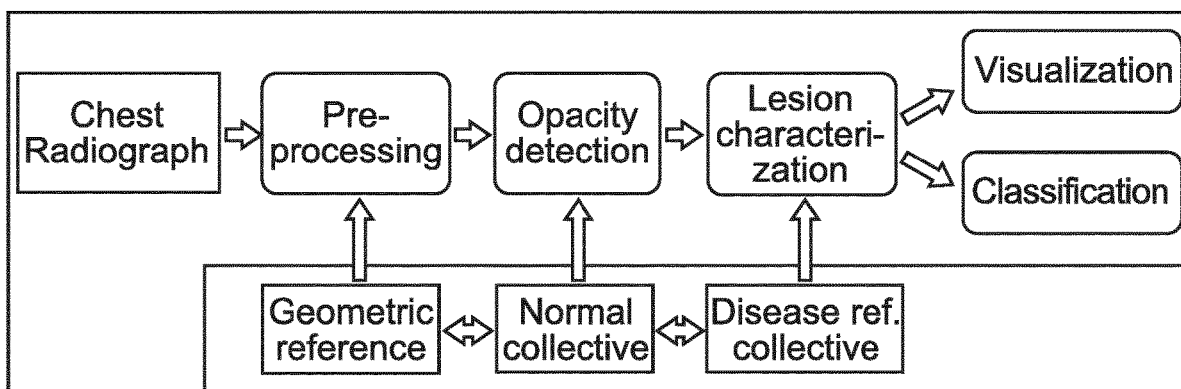 Chest
Radiograph
Pre-
processing
Opacity
detection
Lesion
characteri-
zation
Visualization
Classification
Geometric
reference
Normal
collective
Disease ref.
collective